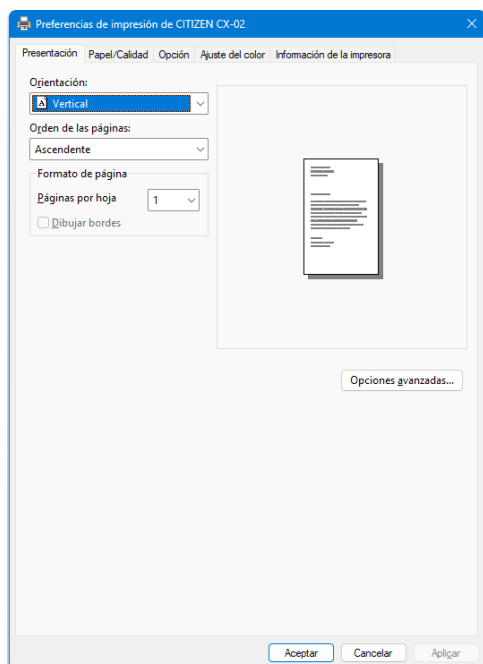 Preferencias de impresión de CITIZEN CX-02
Presentación Papel/Calidad Opción Ajuste del color Información de la impresora
Orientación:
A Vertical
Orden de las páginas:
Ascendente
Formato de página
Páginas por hoja 1
Dibujar bordes
Opciones avanzadas...
Aceptar Cancelar Aplicar